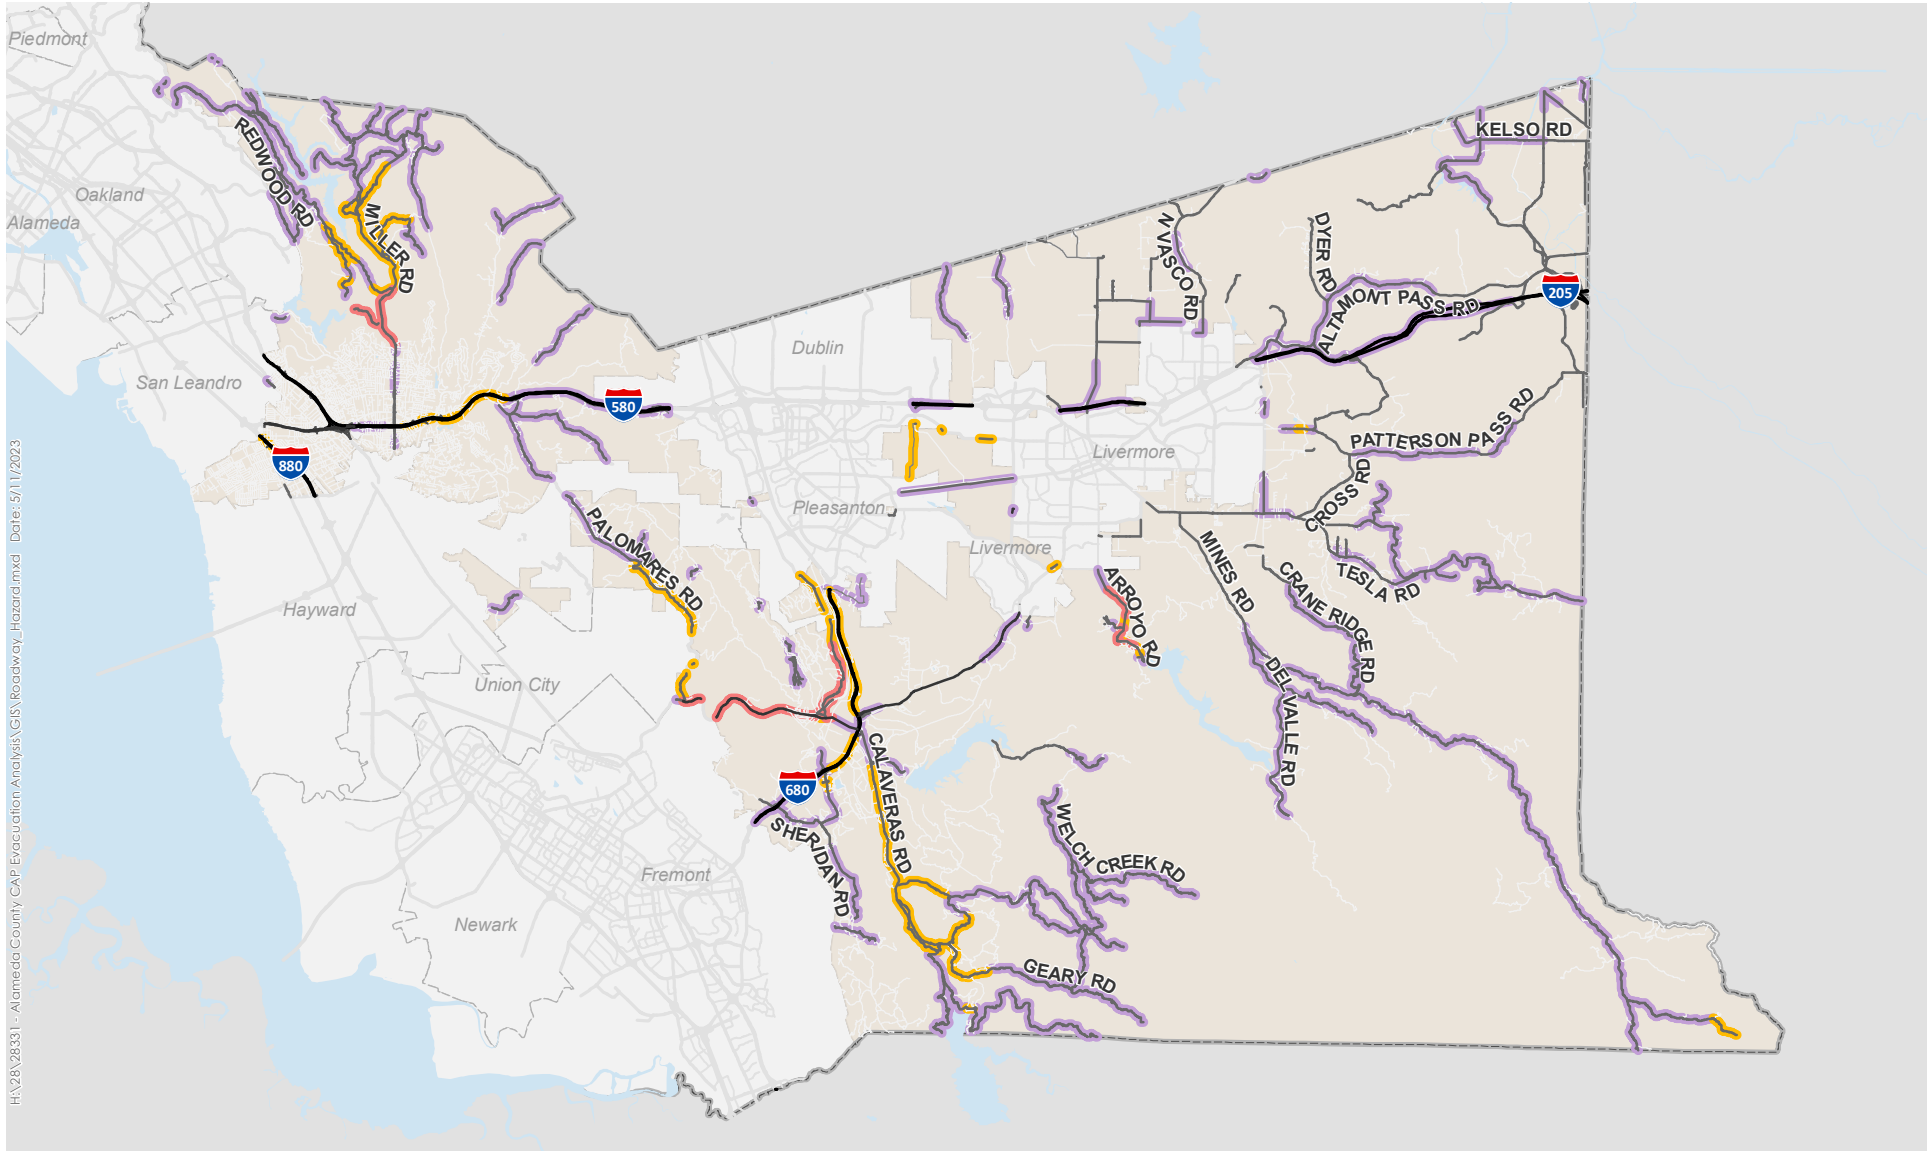 Piedmont
KELSO RD
REDWOOD RD
Oakland
Alameda
MILLER RD
N VASCO RD
DYER RD
205
ALTAMONT PASS RD
Dublin
San Leandro
580
PATTERSON PASS RD
Livermore
880
CROSS RD
Pleasanton
PALOMARES RD
MINES RD
Livermore
TESLA RD
CRANE RIDGE RD
ARROYO RD
Hayward
DEL VALLE RD
Union City
CALAVERAS RD
680
SHERIDAN RD
WELCH CREEK RD
Fremont
Newark
GEARY RD
H:\28\28331 - Alameda County CAP Evacuation Analysis\GIS\Roadway_Hazard.mxd Date: 5/11/2023